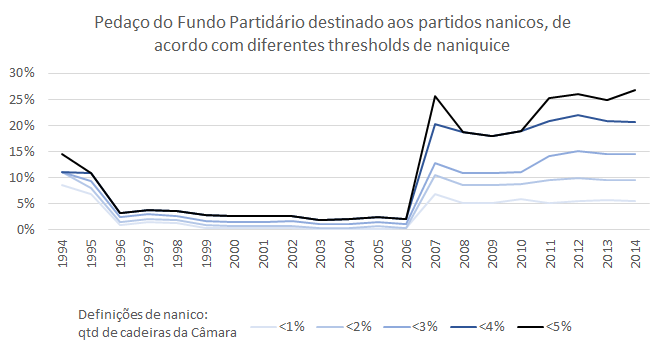 Pedaço do Fundo Partidário destinado aos partidos nanicos, de
acordo com diferentes thresholds de naniquice
30%
25%
20%
15%
10%
5%
0%
1994 1995 1996 1997 1998 1999 2000 2001 2002 2003 2004 2005 2006 2007 2008 2009 2010 2011 2012 2013 2014
Definições de nanico:
qtd de cadeiras da Câmara
<1% <2% <3% <4% <5%